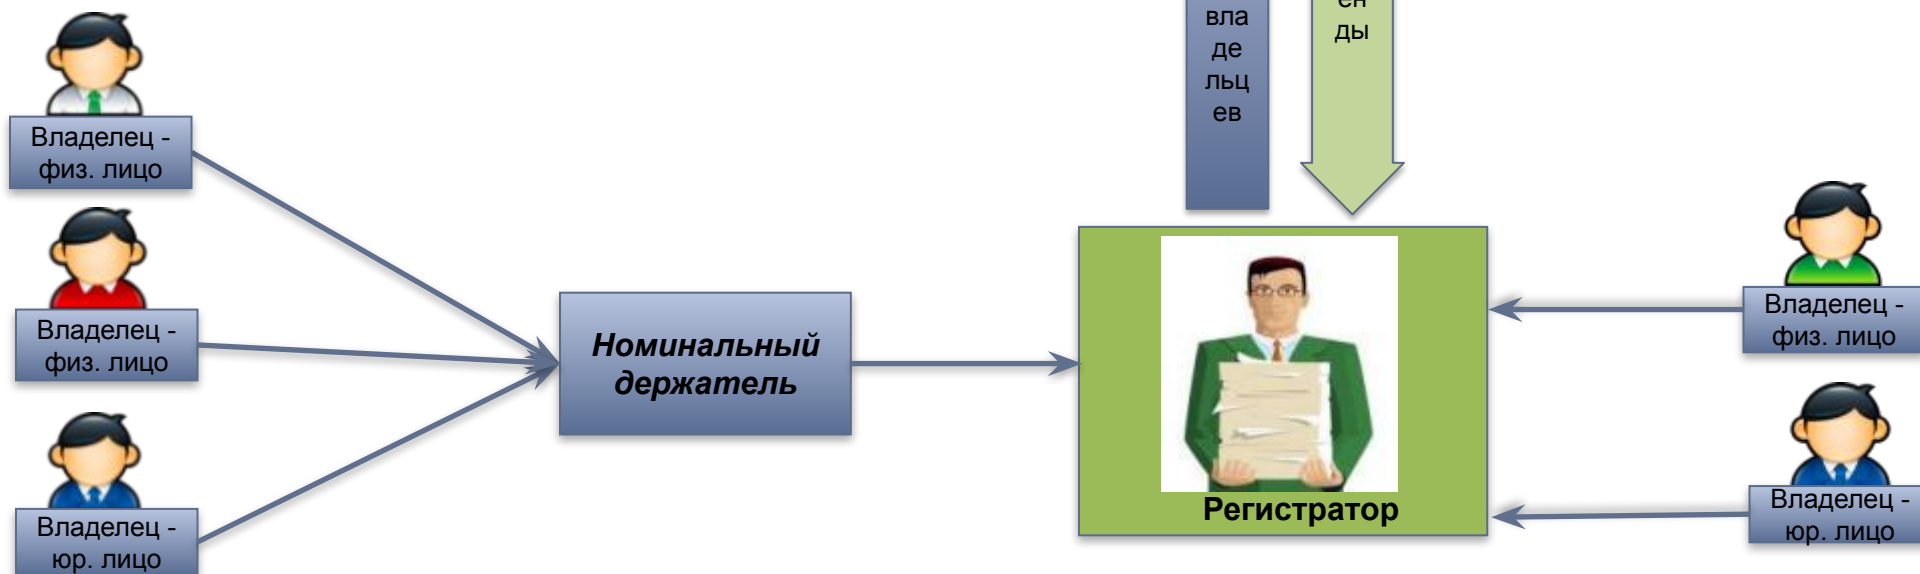 вла
де
льц
ев
ды
Владелец -
физ. лицо
Владелец -
физ. лицо
Владелец -
юр. лицо
Номинальный
держатель
Регистратор
Владелец -
физ. лицо
Владелец -
юр. лицо